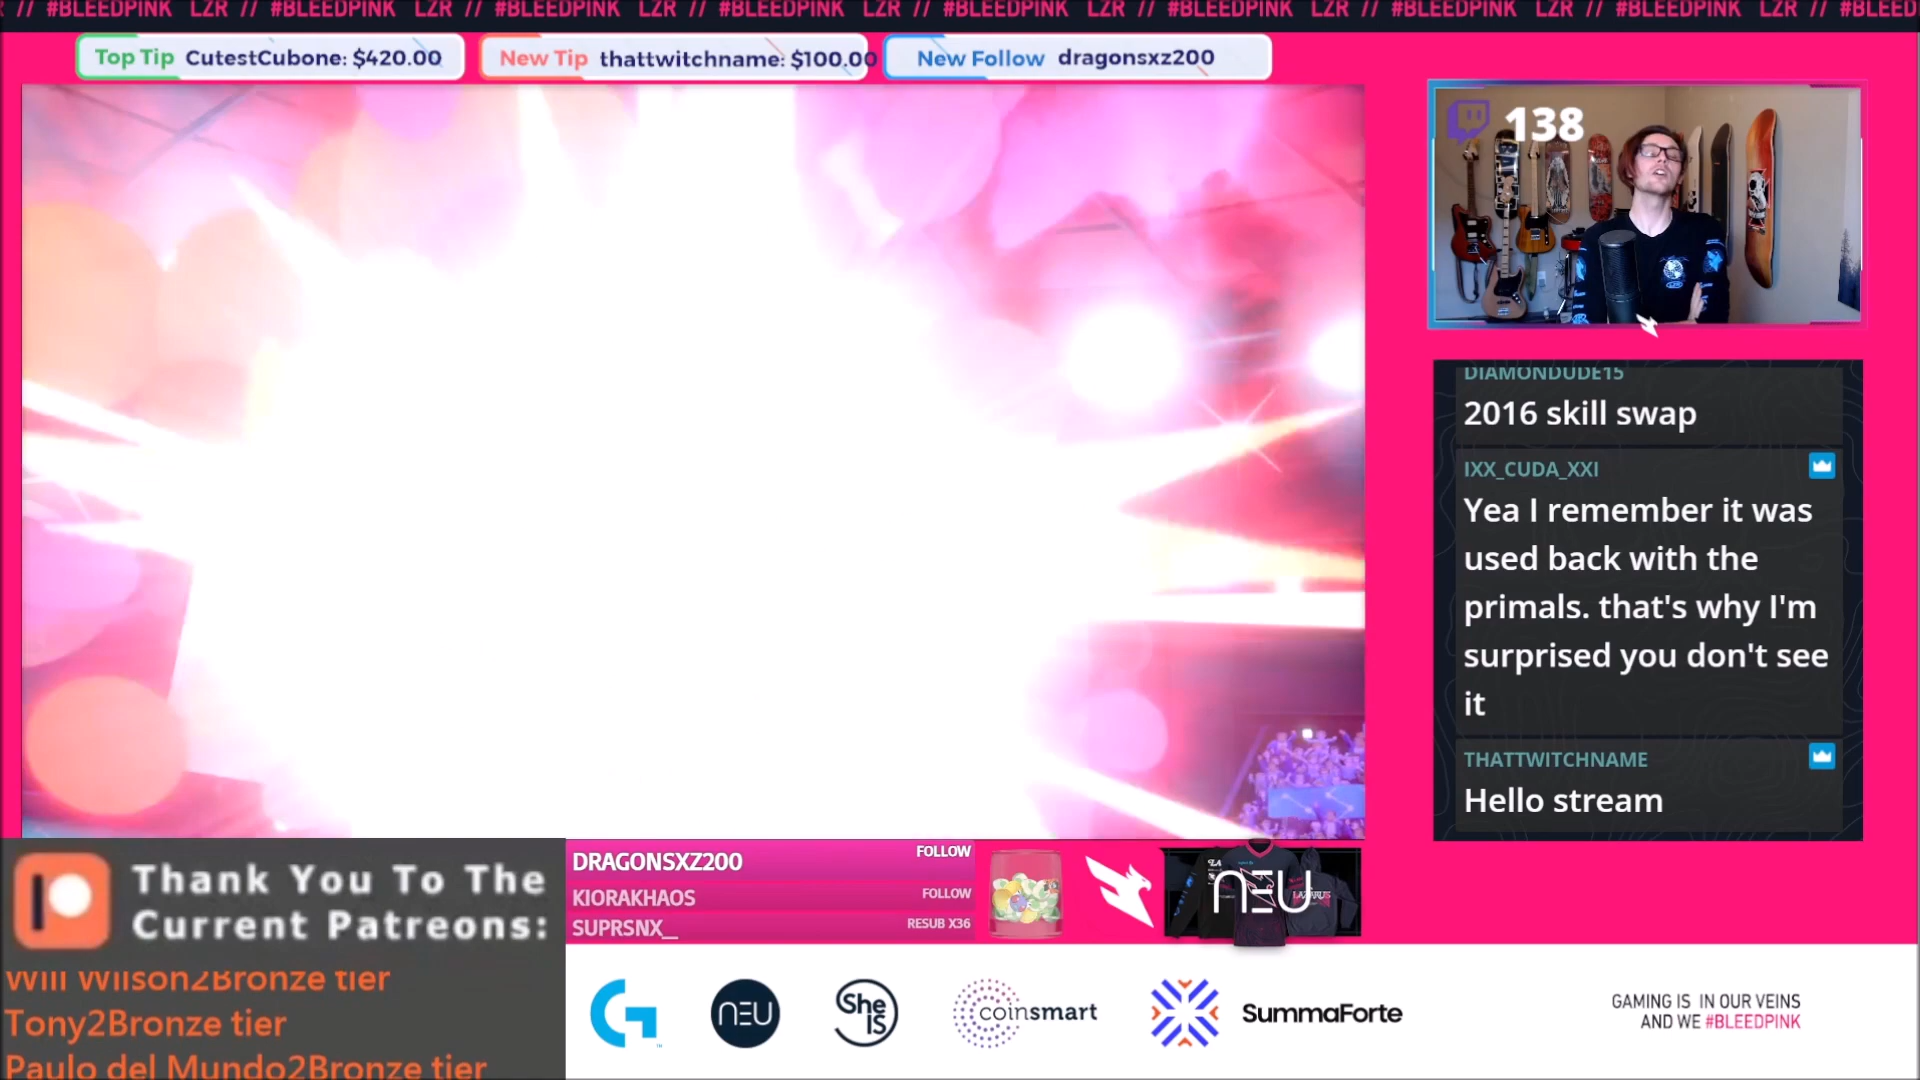 // #BLEEDPINK LZR // #BLEEDPINK LZR // #BLEEDPINK LZR // #BLEEDPINK LZR // #BLEEDPINK LZR // #BLEEDPINK LZR // #BLEEDPINK LZR // #BLEEDPINK LZR // #BLEED
Top Tip CutestCubone: $420.00
New Tip thattwitchname: $100.00
New Follow dragonsxz200
138
DIAMONDUDE15
2016 skill swap
IXX_CUDA_XXI
Yea I remember it was
used back with the
primals. that's why I'm
surprised you don't see
it
THATTWITCHNAME
Hello stream
Thank You To The
Current Patreons:
Will Wilson2Bronze tier
Tony2Bronze tier
Paulo del Mundo2Bronze tier
DRAGONSXZ200 FOLLOW
KIORAKHAOS FOLLOW
SUPRSNX__ RESUB X36
NEU
G
NEU
She
IS
coinsmart
SummaForte
GAMING IS IN OUR VEINS
AND WE #BLEEDPINK